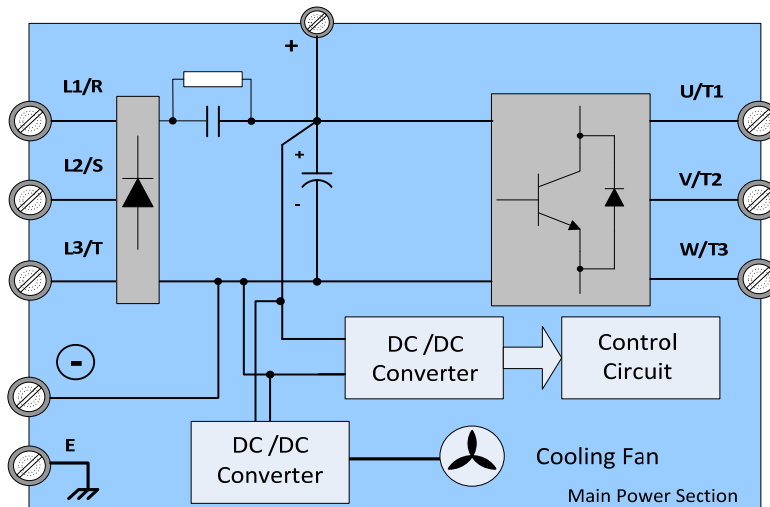 +
L1/R
U/T1
L2/S
+
-
V/T2
L3/T
W/T3
DC /DC
Converter
Control
Circuit
-
E
DC /DC
Converter
Cooling Fan
Main Power Section